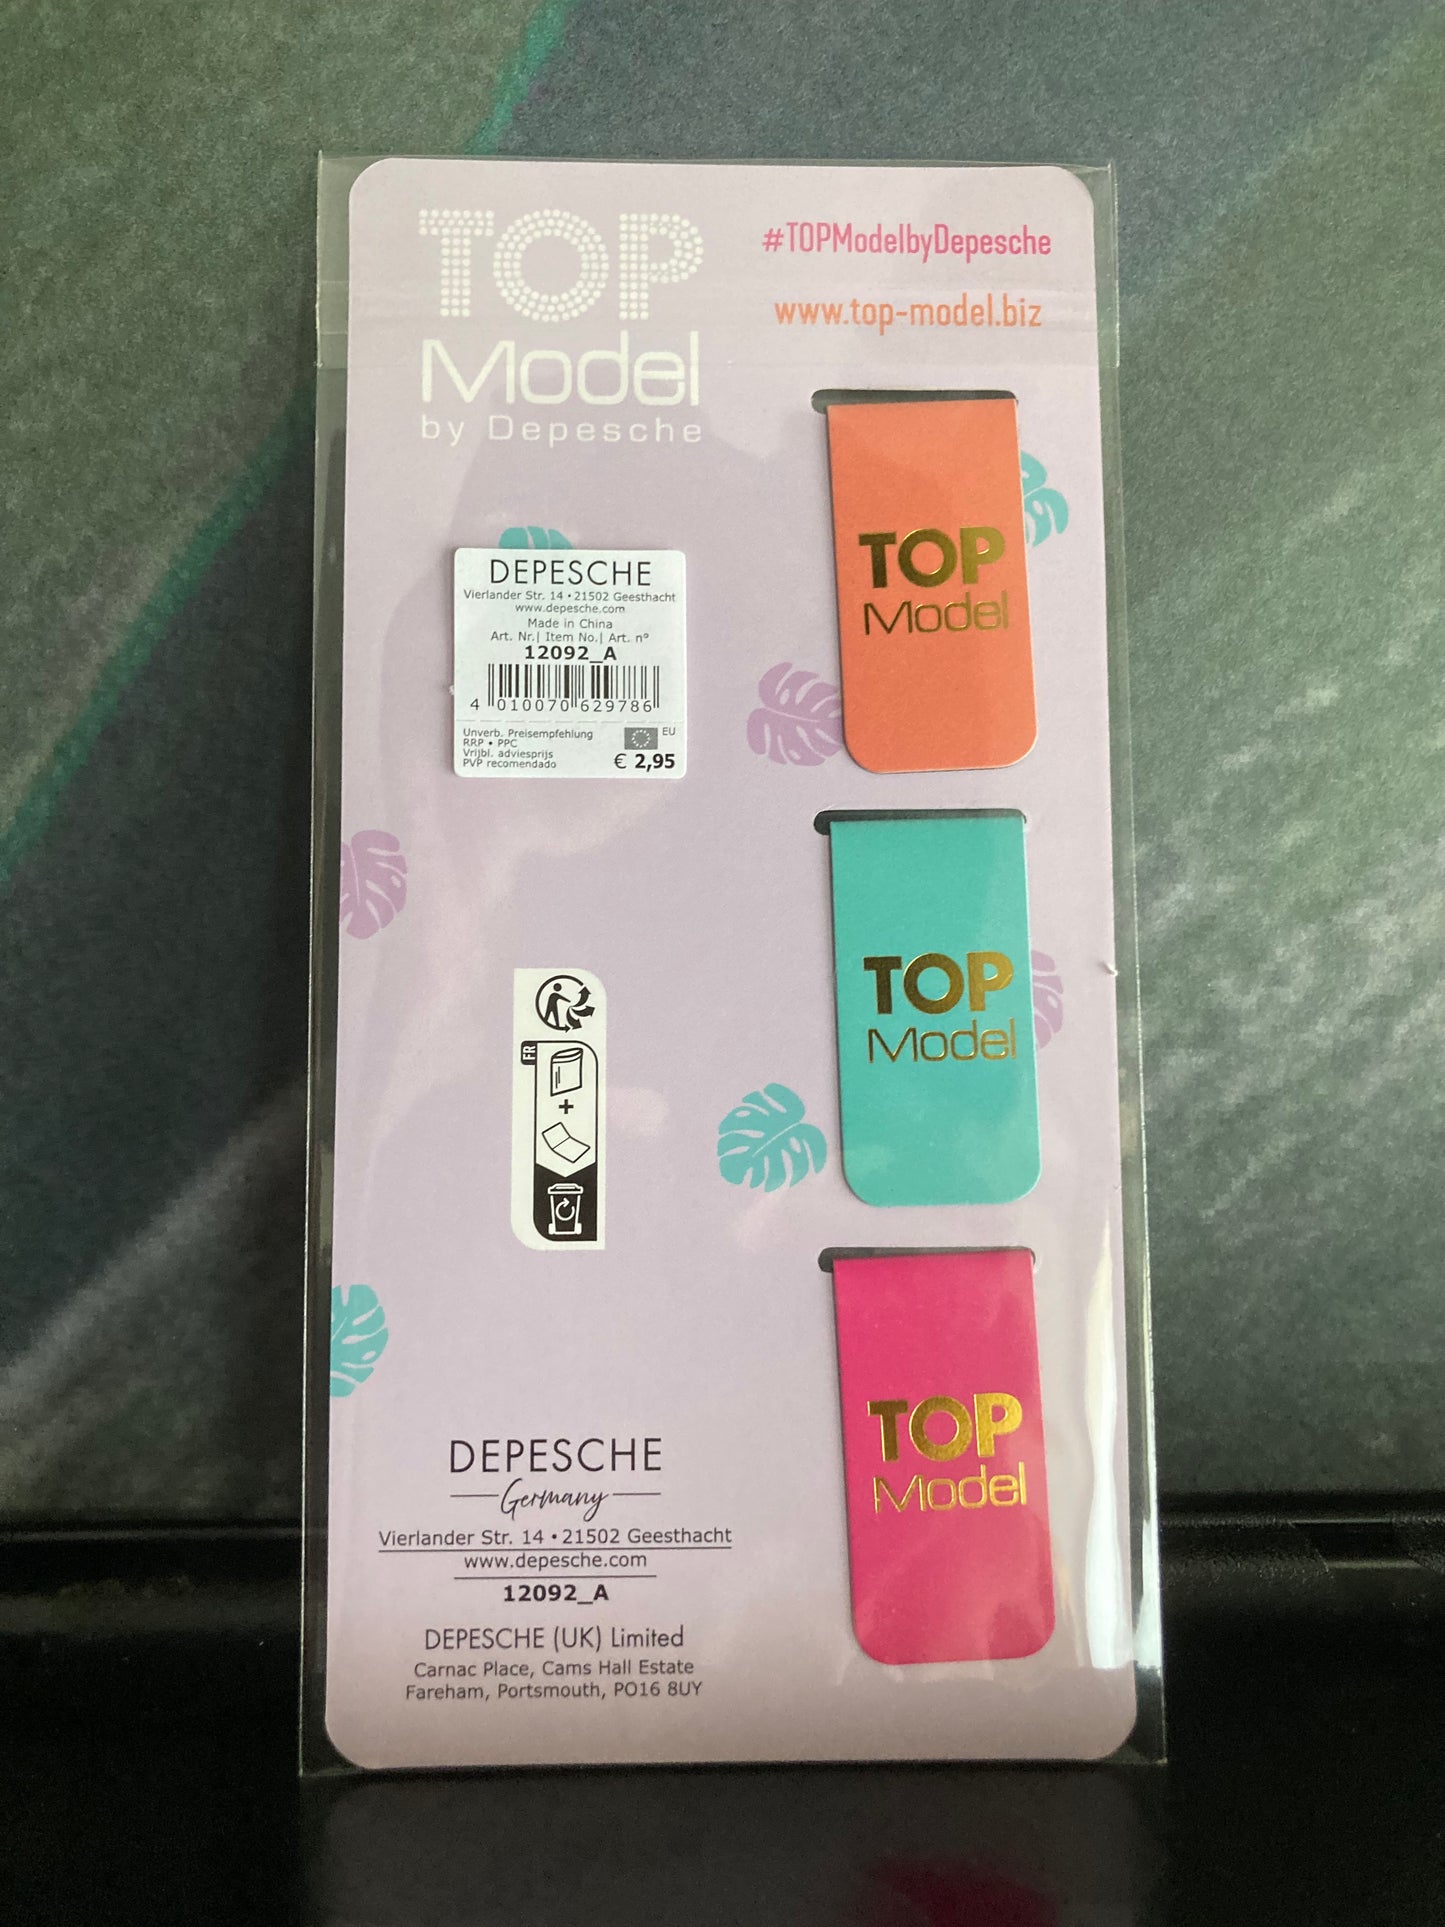 TOP
Model
by Depesche
#TOPModelbyDepesche
www.top-model.biz
TOP
Model
DEPESCHE
Vierlander Str. 14 • 21502 Geesthacht
www.depesche.com
Made in China
Art. Nr.| Item No.| Art. n°
12092_A
4 010070 629786
Unverb. Preisempfehlung
RRP • PPC
Vrijbl. adviesprijs
PVP recomendado
EU
€ 2,95
TOP
Model
FR
+
TOP
Model
DEPESCHE
Germany
Vierlander Str. 14 • 21502 Geesthacht
www.depesche.com
12092_A
DEPESCHE (UK) Limited
Carnac Place, Cams Hall Estate
Fareham, Portsmouth, PO16 8UY